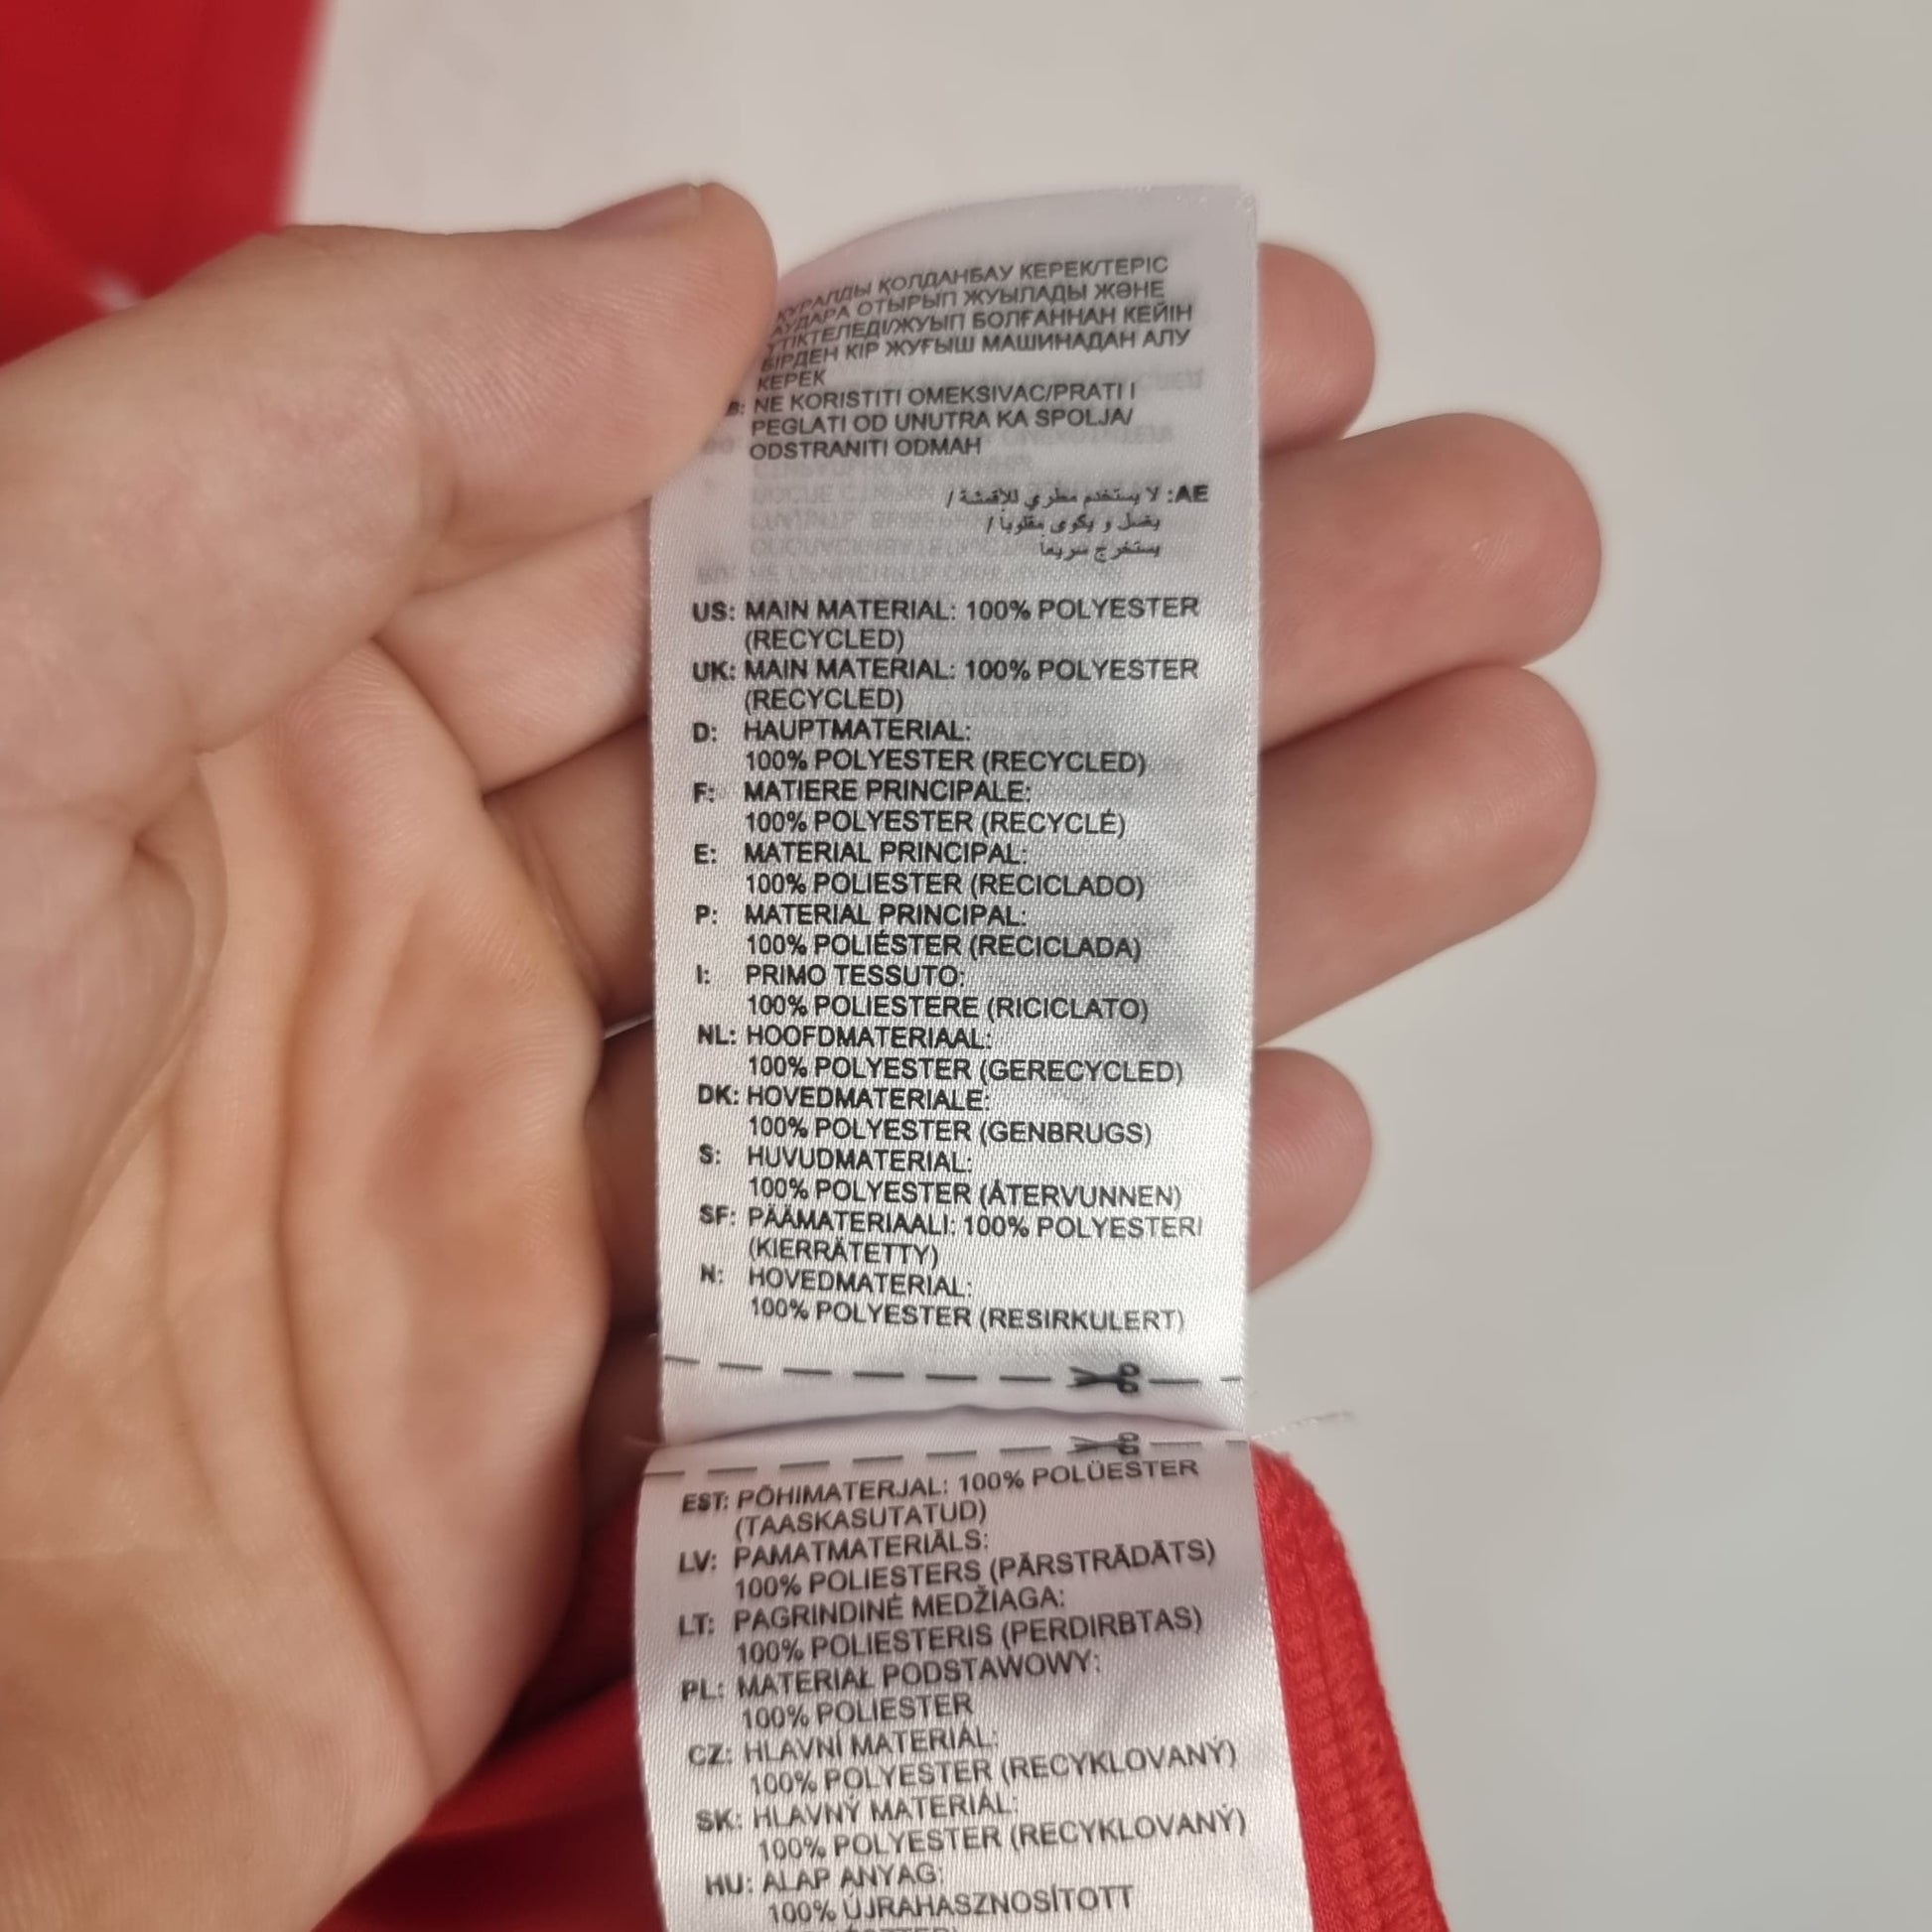 ҚҰРАЛДЫ ҚОЛДАНБАУ КЕРЕК/ТЕРІС
АУДАРА ОТЫРЫП ЖУЫЛАДЫ ЖӘНЕ
ҮТІКТЕЛЕДІ/ЖУЫП БОЛҒАННАН КЕЙІН
БІРДЕН КІР ЖУҒЫШ МАШИНАДАН АЛУ
КЕРЕК
NE KORISTITI OMEKSIVAC/PRATI I
PEGLATI OD UNUTRA KA SPOLJA/
ODSTRANITI ODMAH
AE: لا يستخدم مطري للأقمشة /
يغسل و يكوى مقلوباً /
يستخرج سريعاً
US: MAIN MATERIAL: 100% POLYESTER
(RECYCLED)
UK: MAIN MATERIAL: 100% POLYESTER
(RECYCLED)
D: HAUPTMATERIAL:
100% POLYESTER (RECYCLED)
F: MATIERE PRINCIPALE:
100% POLYESTER (RECYCLÉ)
E: MATERIAL PRINCIPAL:
100% POLIESTER (RECICLADO)
P: MATERIAL PRINCIPAL:
100% POLIÉSTER (RECICLADA)
I: PRIMO TESSUTO:
100% POLIESTERE (RICICLATO)
NL: HOOFDMATERIAAL:
100% POLYESTER (GERECYCLED)
DK: HOVEDMATERIALE:
100% POLYESTER (GENBRUGS)
S: HUVUDMATERIAL:
100% POLYESTER (ÅTERVUNNEN)
SF: PÄÄMATERIAALI: 100% POLYESTERI
(KIERRÄTETTY)
N: HOVEDMATERIAL:
100% POLYESTER (RESIRKULERT)
EST: PÕHIMATERJAL: 100% POLÜESTER
(TAASKASUTATUD)
LV: PAMATMATERIĀLS:
100% POLIESTERS (PĀRSTRĀDĀTS)
LT: PAGRINDINĖ MEDŽIAGA:
100% POLIESTERIS (PERDIRBTAS)
PL: MATERIAŁ PODSTAWOWY:
100% POLIESTER
CZ: HLAVNÍ MATERIÁL:
100% POLYESTER (RECYKLOVANÝ)
SK: HLAVNÝ MATERIÁL:
100% POLYESTER (RECYKLOVANÝ)
HU: ALAP ANYAG:
100% ÚJRAHASZNOSÍTOTT